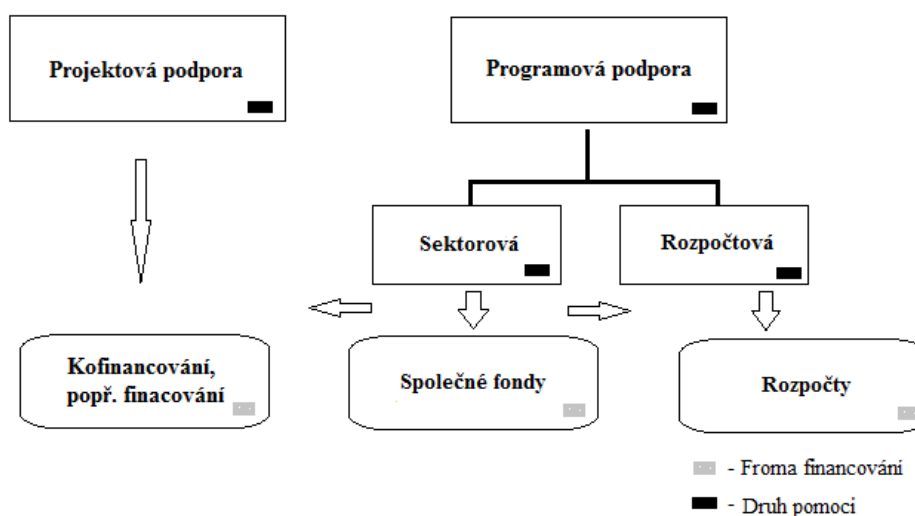 Projektová podpora
Programová podpora
Sektorová
Rozpočtová
Kofinancování,
popř. finacování
Společné fondy
Rozpočty
- Froma financování
- Druh pomoci